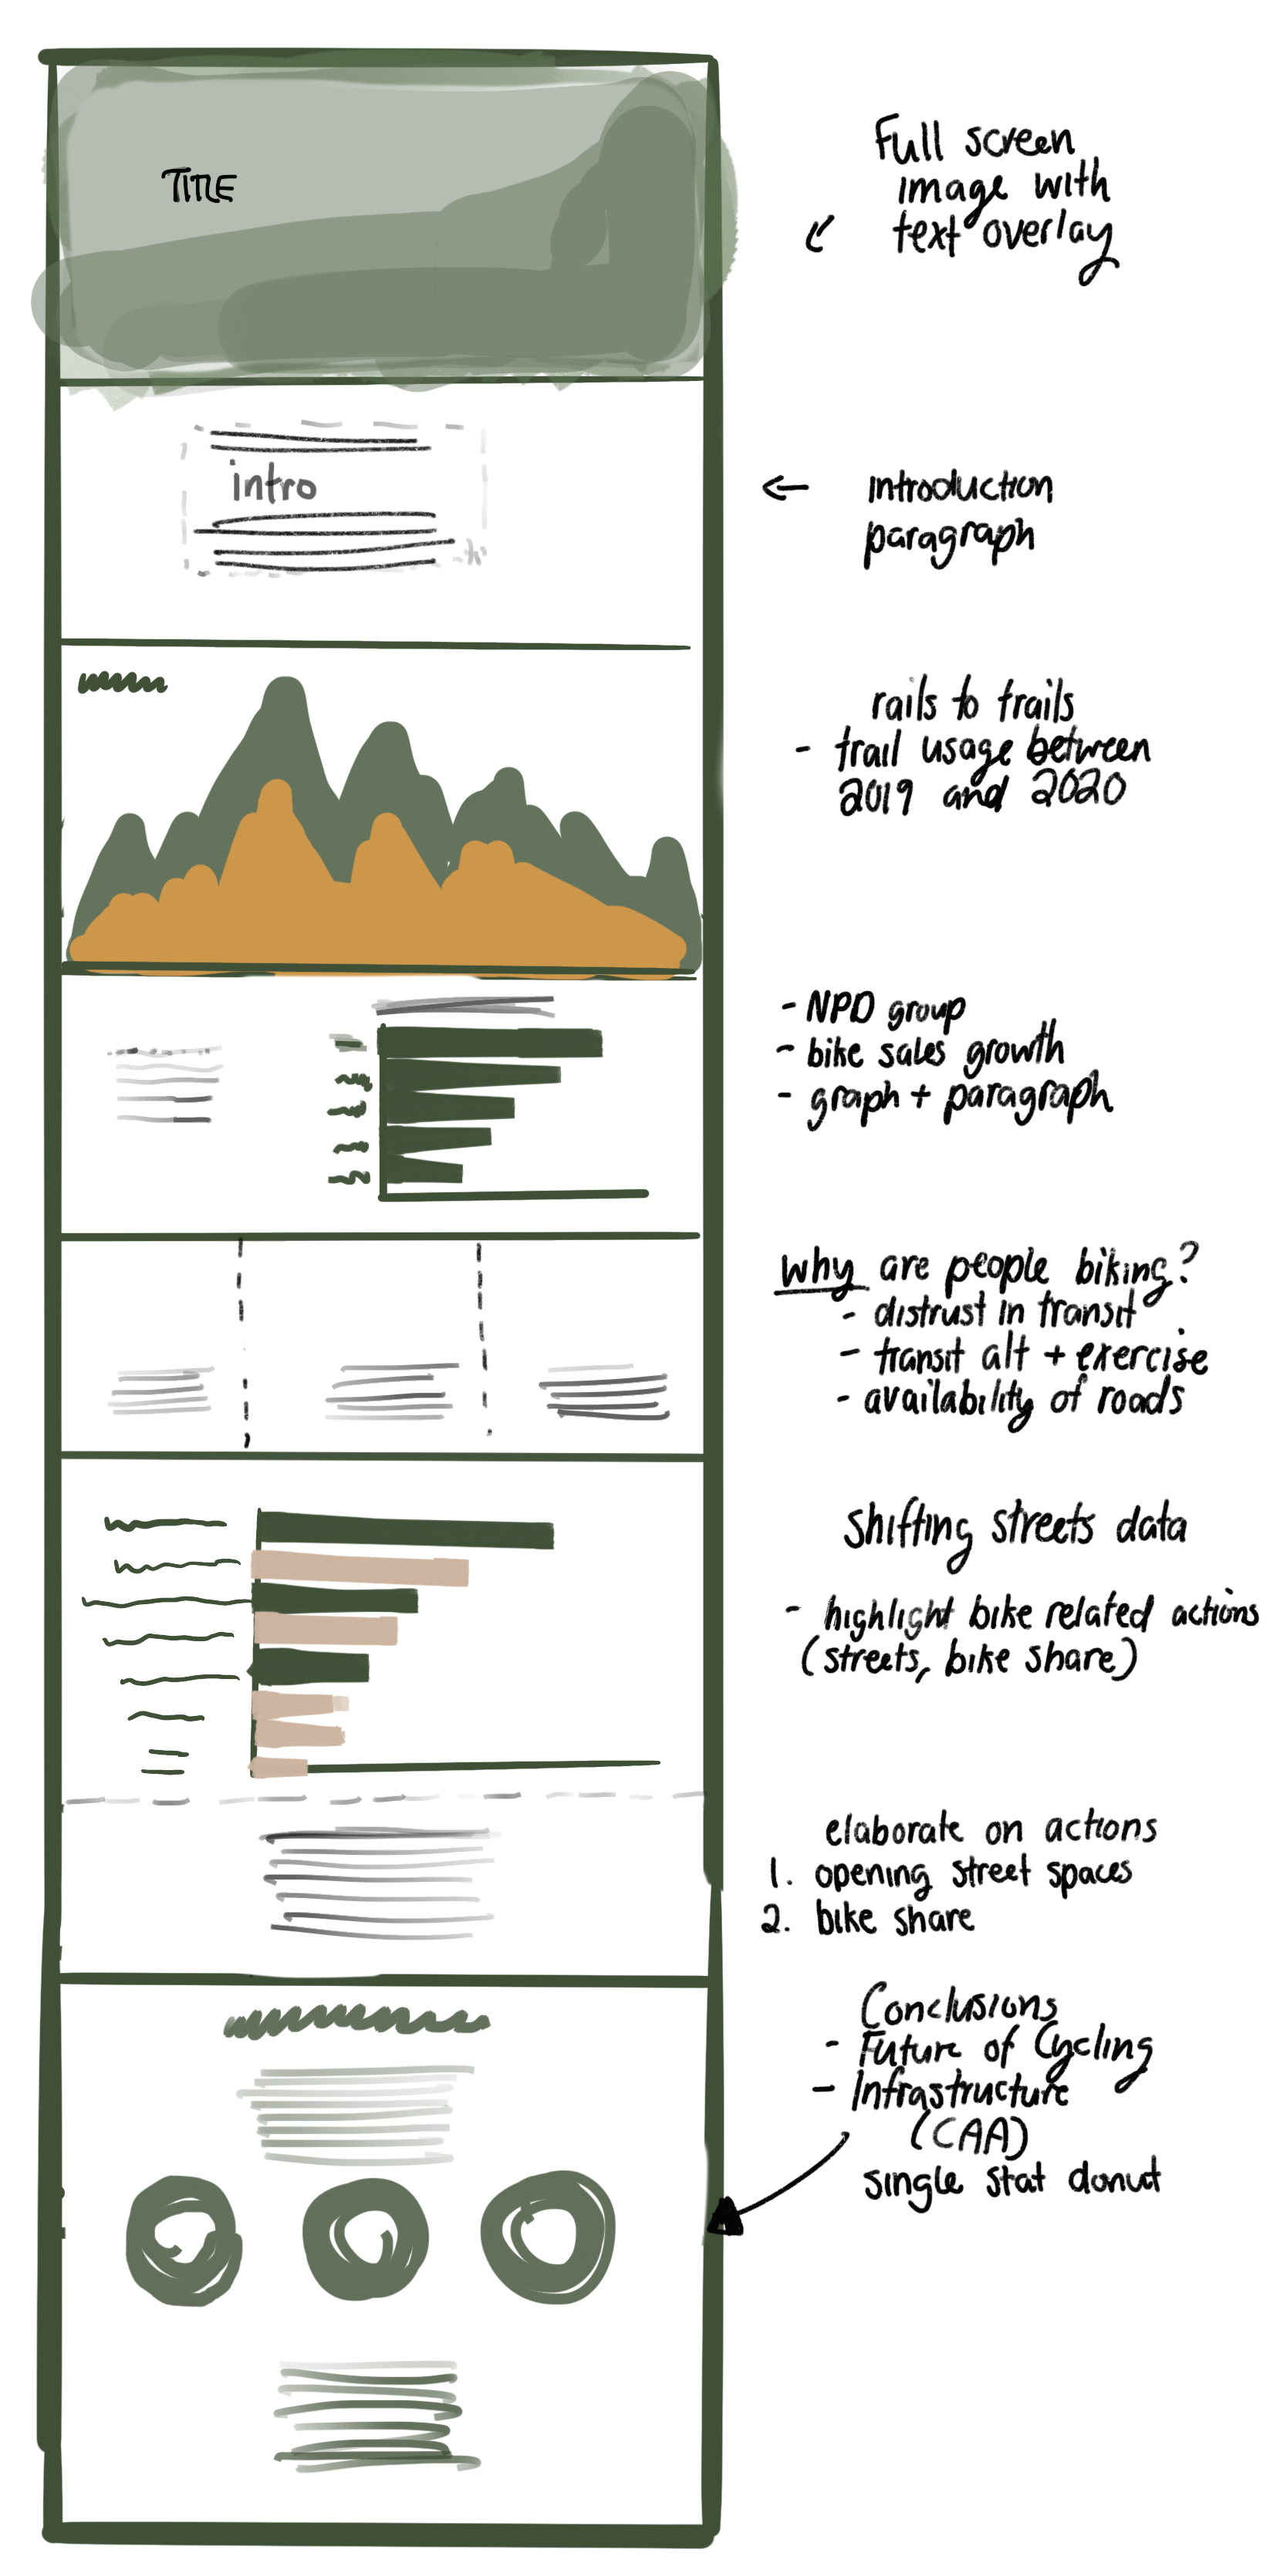 TITLE
Full screen
image with
text overlay
intro
introduction
paragraph
rails to trails
- trail usage between
2019 and 2020
- NPD group
- bike sales growth
- graph + paragraph
why are people biking?
- distrust in transit
- transit alt + exercise
- availability of roads
Shifting streets data
- highlight bike related actions
(streets, bike share)
elaborate on actions
1. opening street spaces
2. bike share
Conclusions
- Future of Cycling
- Infrastructure
(CAA)
single stat donut